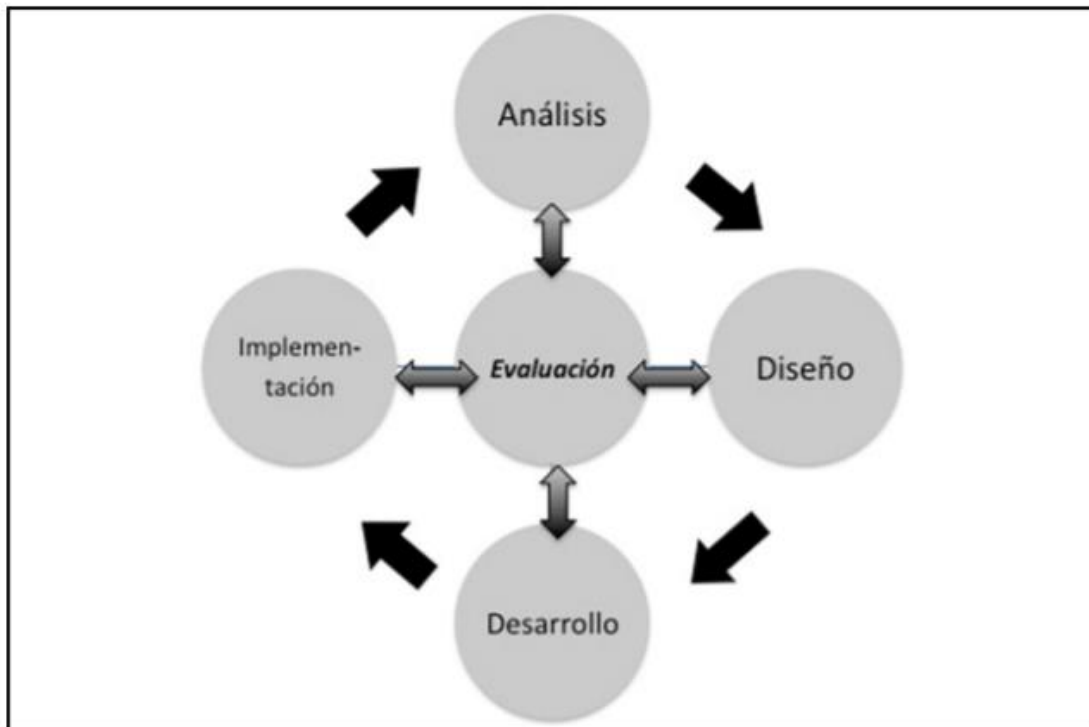 Análisis
Implemen-
tación
Evaluación
Diseño
Desarrollo